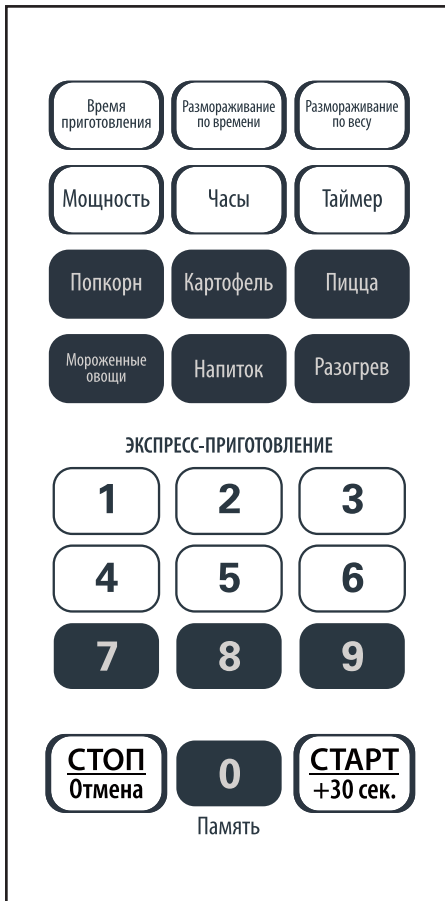 Время
приготовления
Размораживание
по времени
Размораживание
по весу
Мощность
Часы
Таймер
Попкорн
Картофель
Пицца
Мороженные
овощи
Напиток
Разогрев
ЭКСПРЕСС-ПРИГОТОВЛЕНИЕ
1
2
3
4
5
6
7
8
9
СТОП
Отмена
0
СТАРТ
+30 сек.
Память